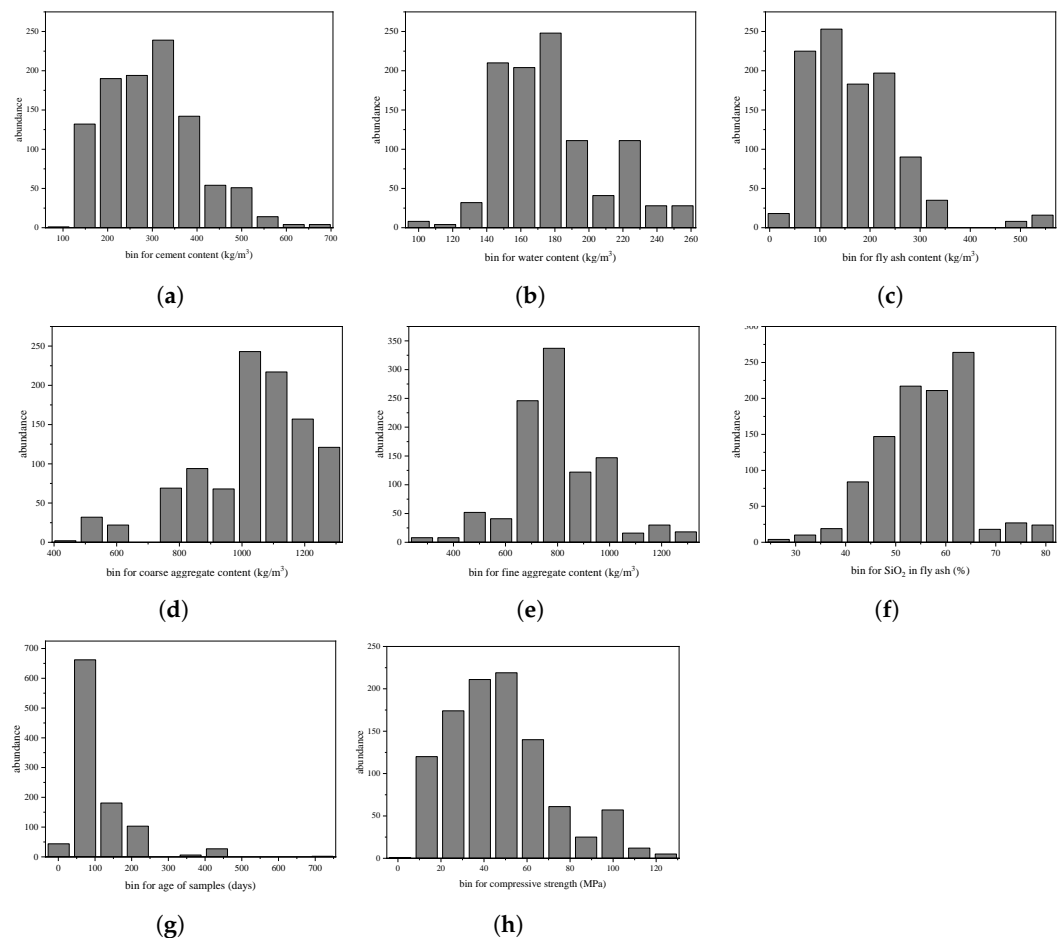 250
200
150
100
50
0
abundance
100 200 300 400 500 600 700
bin for cement content (kg/m³)
(a)
250
200
150
100
50
0
abundance
100 120 140 160 180 200 220 240 260
bin for water content (kg/m³)
(b)
250
200
150
100
50
0
abundance
0 100 200 300 400 500
bin for fly ash content (kg/m³)
(c)
250
200
150
100
50
0
abundance
400 600 800 1000 1200
bin for coarse aggregate content (kg/m³)
(d)
350
300
250
200
150
100
50
0
abundance
400 600 800 1000 1200
bin for fine aggregate content (kg/m³)
(e)
300
250
200
150
100
50
0
abundance
30 40 50 60 70 80
bin for SiO₂ in fly ash (%)
(f)
700
600
500
400
300
200
100
0
abundance
0 100 200 300 400 500 600 700
bin for age of samples (days)
(g)
250
200
150
100
50
0
abundance
0 20 40 60 80 100 120
bin for compressive strength (MPa)
(h)